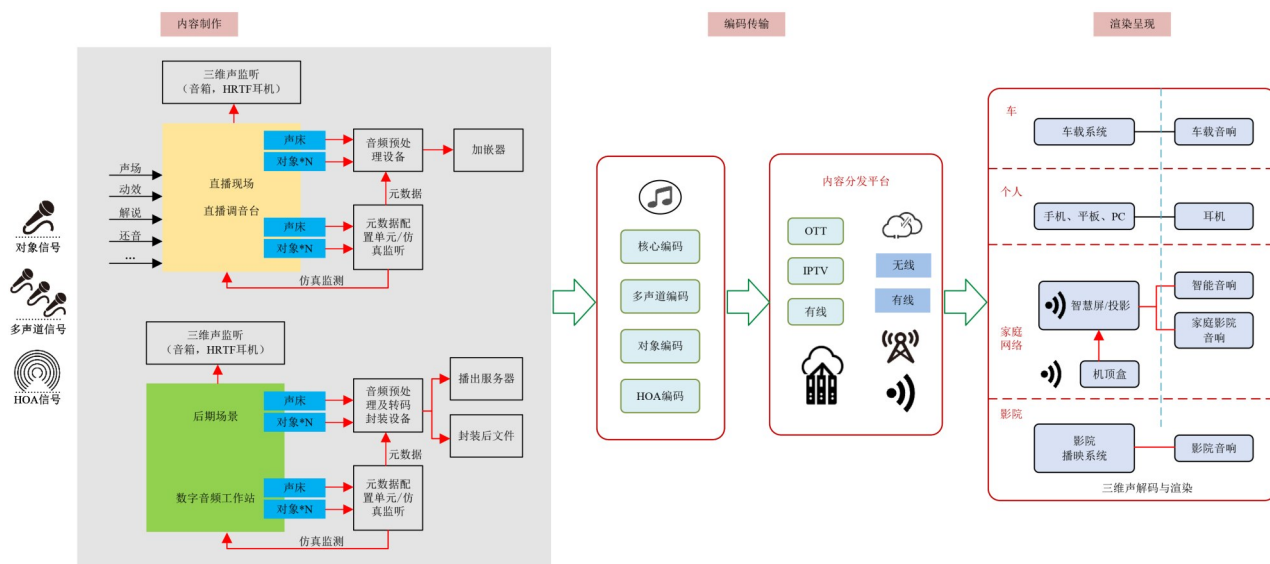 内容制作
编码传输
渲染呈现
三维声监听
（音箱，HRTF耳机）
声场
动效
解说
还音
...
直播现场
直播调音台
声床
对象*N
声床
对象*N
音频预处
理设备
加嵌器
元数据
元数据配
置单元/仿
真监听
仿真监测
对象信号
多声道信号
HOA信号
三维声监听
（音箱，HRTF耳机）
后期场景
数字音频工作站
声床
对象*N
声床
对象*N
音频预处
理及转码
封装设备
播出服务器
封装后文件
元数据
元数据配
置单元/仿
真监听
仿真监测
核心编码
多声道编码
对象编码
HOA编码
内容分发平台
OTT
IPTV
有线
无线
有线
车
车载系统
车载音响
个人
手机、平板、PC
耳机
家庭
网络
智慧屏/投影
智能音响
家庭影院
音响
机顶盒
影院
影院
播映系统
影院音响
三维声解码与渲染